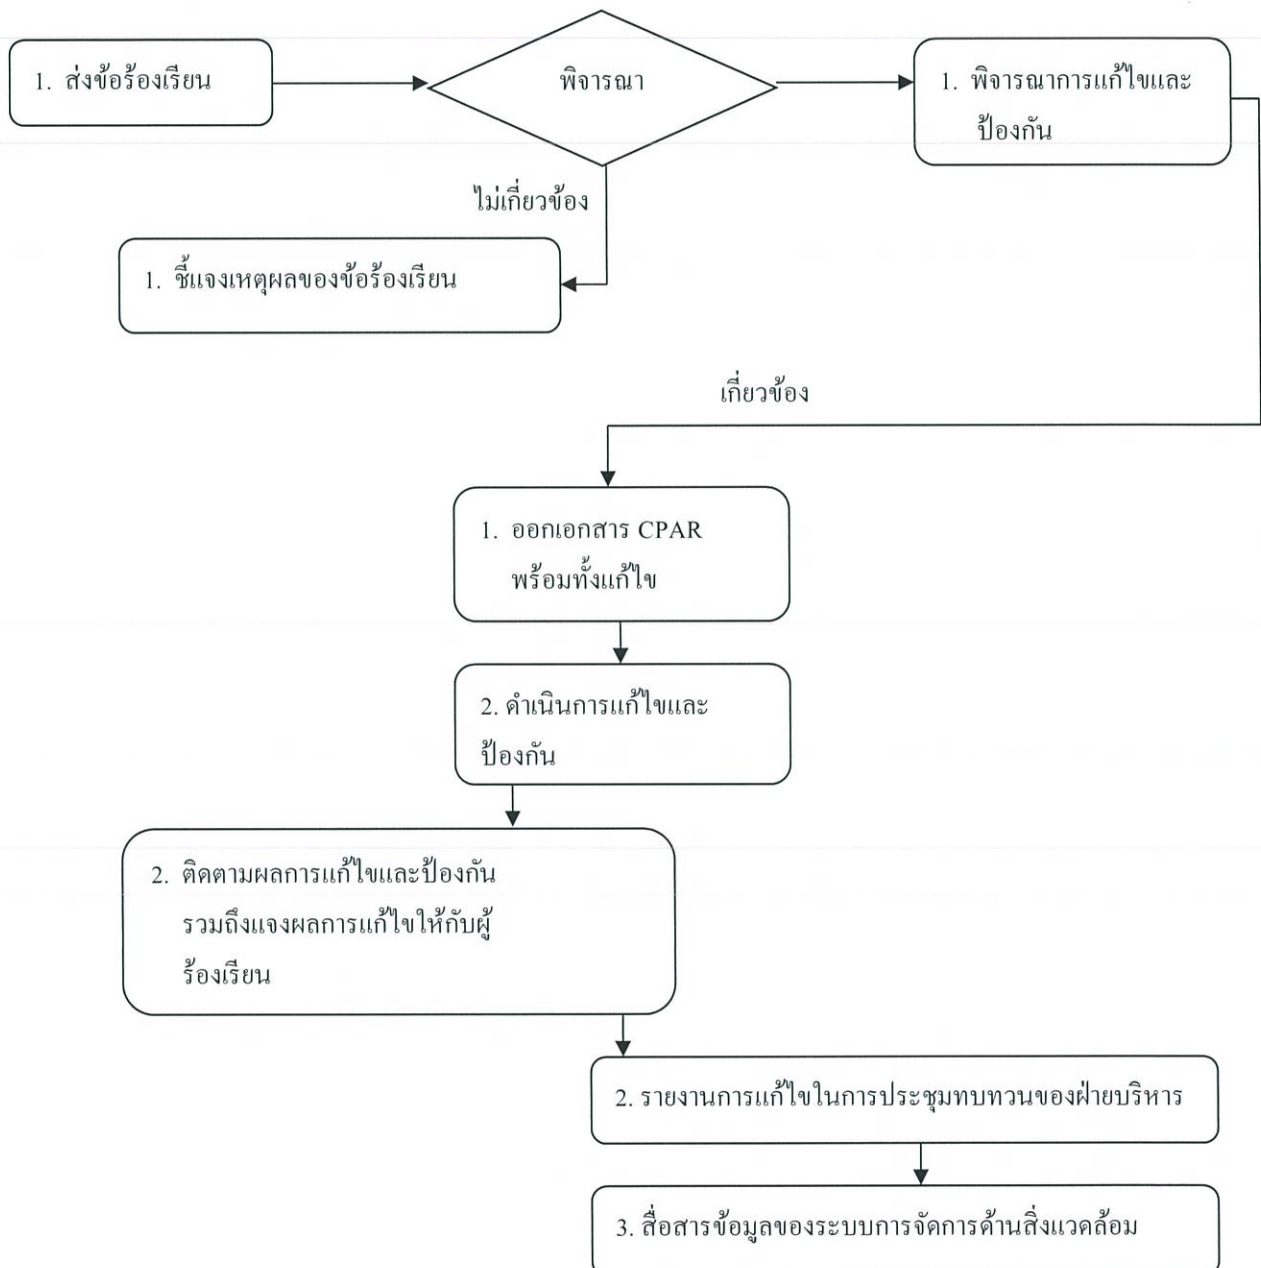 1. ส่งข้อร้องเรียน
พิจารณา
1. พิจารณาการแก้ไขและ
ป้องกัน
ไม่เกี่ยวข้อง
1. ชี้แจงเหตุผลของข้อร้องเรียน
เกี่ยวข้อง
1. ออกเอกสาร CPAR
พร้อมทั้งแก้ไข
2. ดำเนินการแก้ไขและ
ป้องกัน
2. ติดตามผลการแก้ไขและป้องกัน
รวมถึงแจงผลการแก้ไขให้กับผู้
ร้องเรียน
2. รายงานการแก้ไขในการประชุมทบทวนของฝ่ายบริหาร
3. สื่อสารข้อมูลของระบบการจัดการด้านสิ่งแวดล้อม